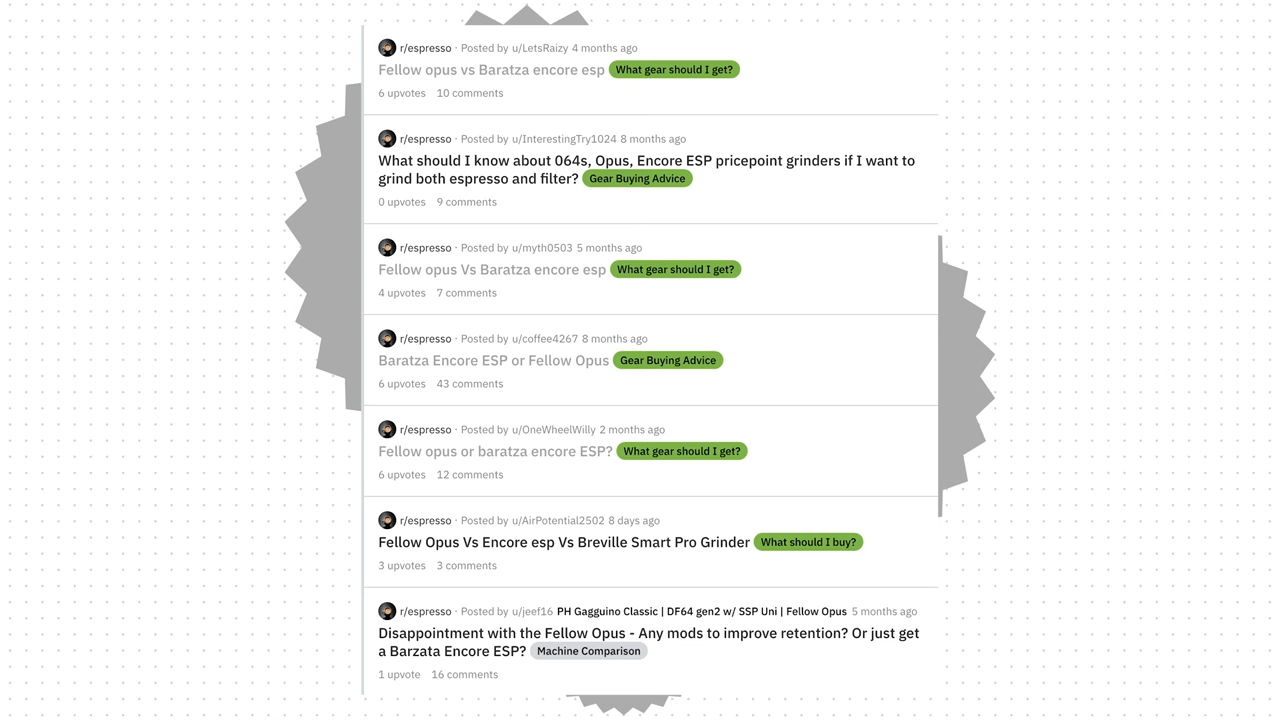 r/espresso · Posted by u/LetsRaizy 4 months ago
Fellow opus vs Baratza encore esp What gear should I get?
6 upvotes 10 comments
r/espresso · Posted by u/InterestingTry1024 8 months ago
What should I know about 064s, Opus, Encore ESP pricepoint grinders if I want to
grind both espresso and filter? Gear Buying Advice
0 upvotes 9 comments
r/espresso · Posted by u/myth0503 5 months ago
Fellow opus Vs Baratza encore esp What gear should I get?
4 upvotes 7 comments
r/espresso · Posted by u/coffee4267 8 months ago
Baratza Encore ESP or Fellow Opus Gear Buying Advice
6 upvotes 43 comments
r/espresso · Posted by u/OneWheelWilly 2 months ago
Fellow opus or baratza encore ESP? What gear should I get?
6 upvotes 12 comments
r/espresso · Posted by u/AirPotential2502 8 days ago
Fellow Opus Vs Encore esp Vs Breville Smart Pro Grinder What should I buy?
3 upvotes 3 comments
r/espresso · Posted by u/jeef16 PH Gagguino Classic | DF64 gen2 w/ SSP Uni | Fellow Opus 5 months ago
Disappointment with the Fellow Opus - Any mods to improve retention? Or just get
a Barzata Encore ESP? Machine Comparison
1 upvote 16 comments